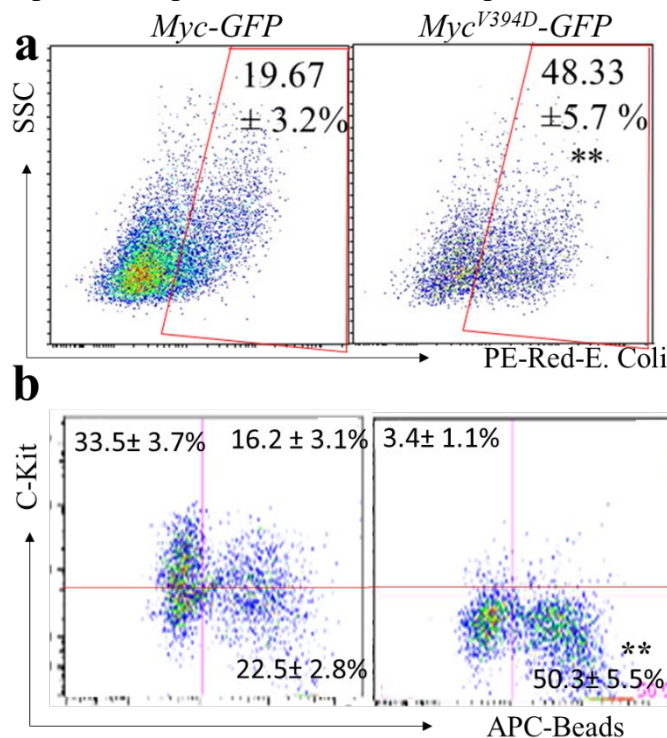 Myc-GFP
Myc^V394D-GFP
a
SSC
19.67
± 3.2%
48.33
±5.7 %
**
PE-Red-E. Coli
b
C-Kit
33.5± 3.7%
16.2 ± 3.1%
22.5± 2.8%
3.4± 1.1%
**
50.3± 5.5%
APC-Beads